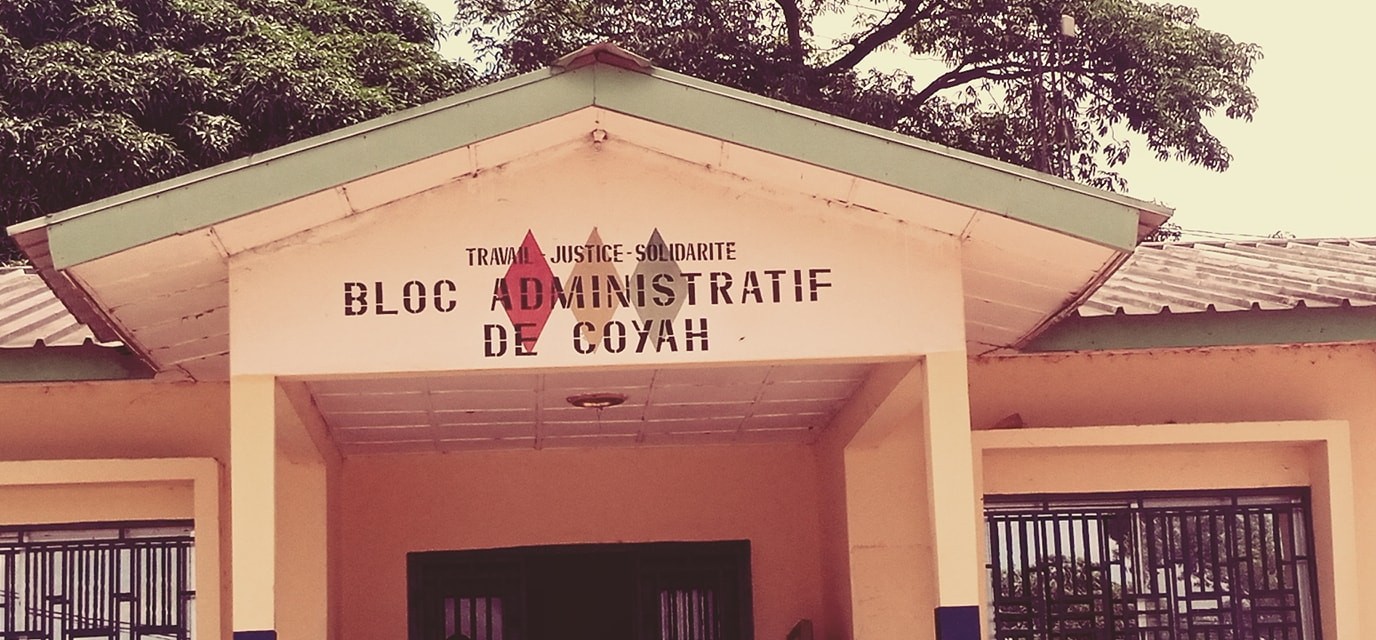 TRAVAIL - JUSTICE - SOLIDARITE
BLOC ADMINISTRATIF
DE COYAH